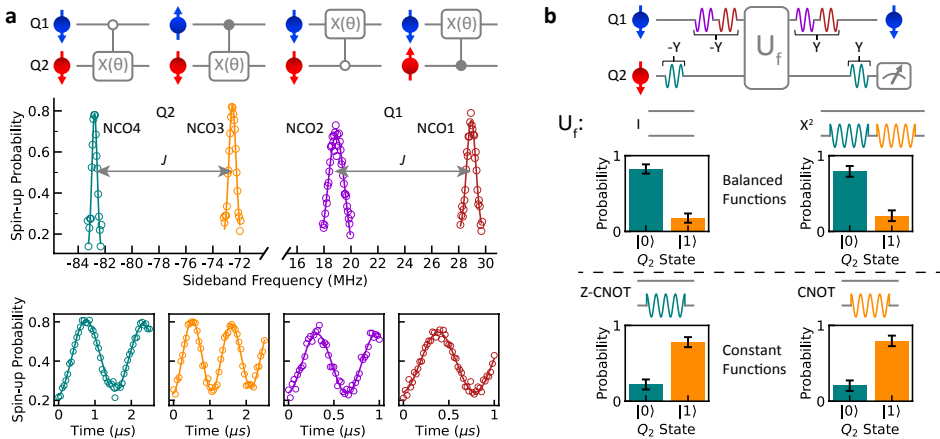 a
Q1
Q2
X(θ)
X(θ)
X(θ)
X(θ)
Spin-up Probability
0.8
0.6
0.4
0.2
NCO4
Q2
NCO3
J
NCO2
Q1
NCO1
J
-84 -82 -80 -78 -76 -74 -72
16 18 20 22 24 26 28 30
Sideband Frequency (MHz)
Spin-up Probability
0.8
0.4
0.2
0 1 2
Time (μs)
0 1 2
Time (μs)
0 0.5 1
Time (μs)
0 0.5 1
Time (μs)
b
Q1
-Y
-Y
Uf
Y
Y
Q2
Uf:
I
X²
Probability
1
0
|0⟩ |1⟩
Q2 State
Balanced
Functions
Probability
1
0
|0⟩ |1⟩
Q2 State
Z-CNOT
CNOT
Probability
1
0
|0⟩ |1⟩
Q2 State
Constant
Functions
Probability
1
0
|0⟩ |1⟩
Q2 State